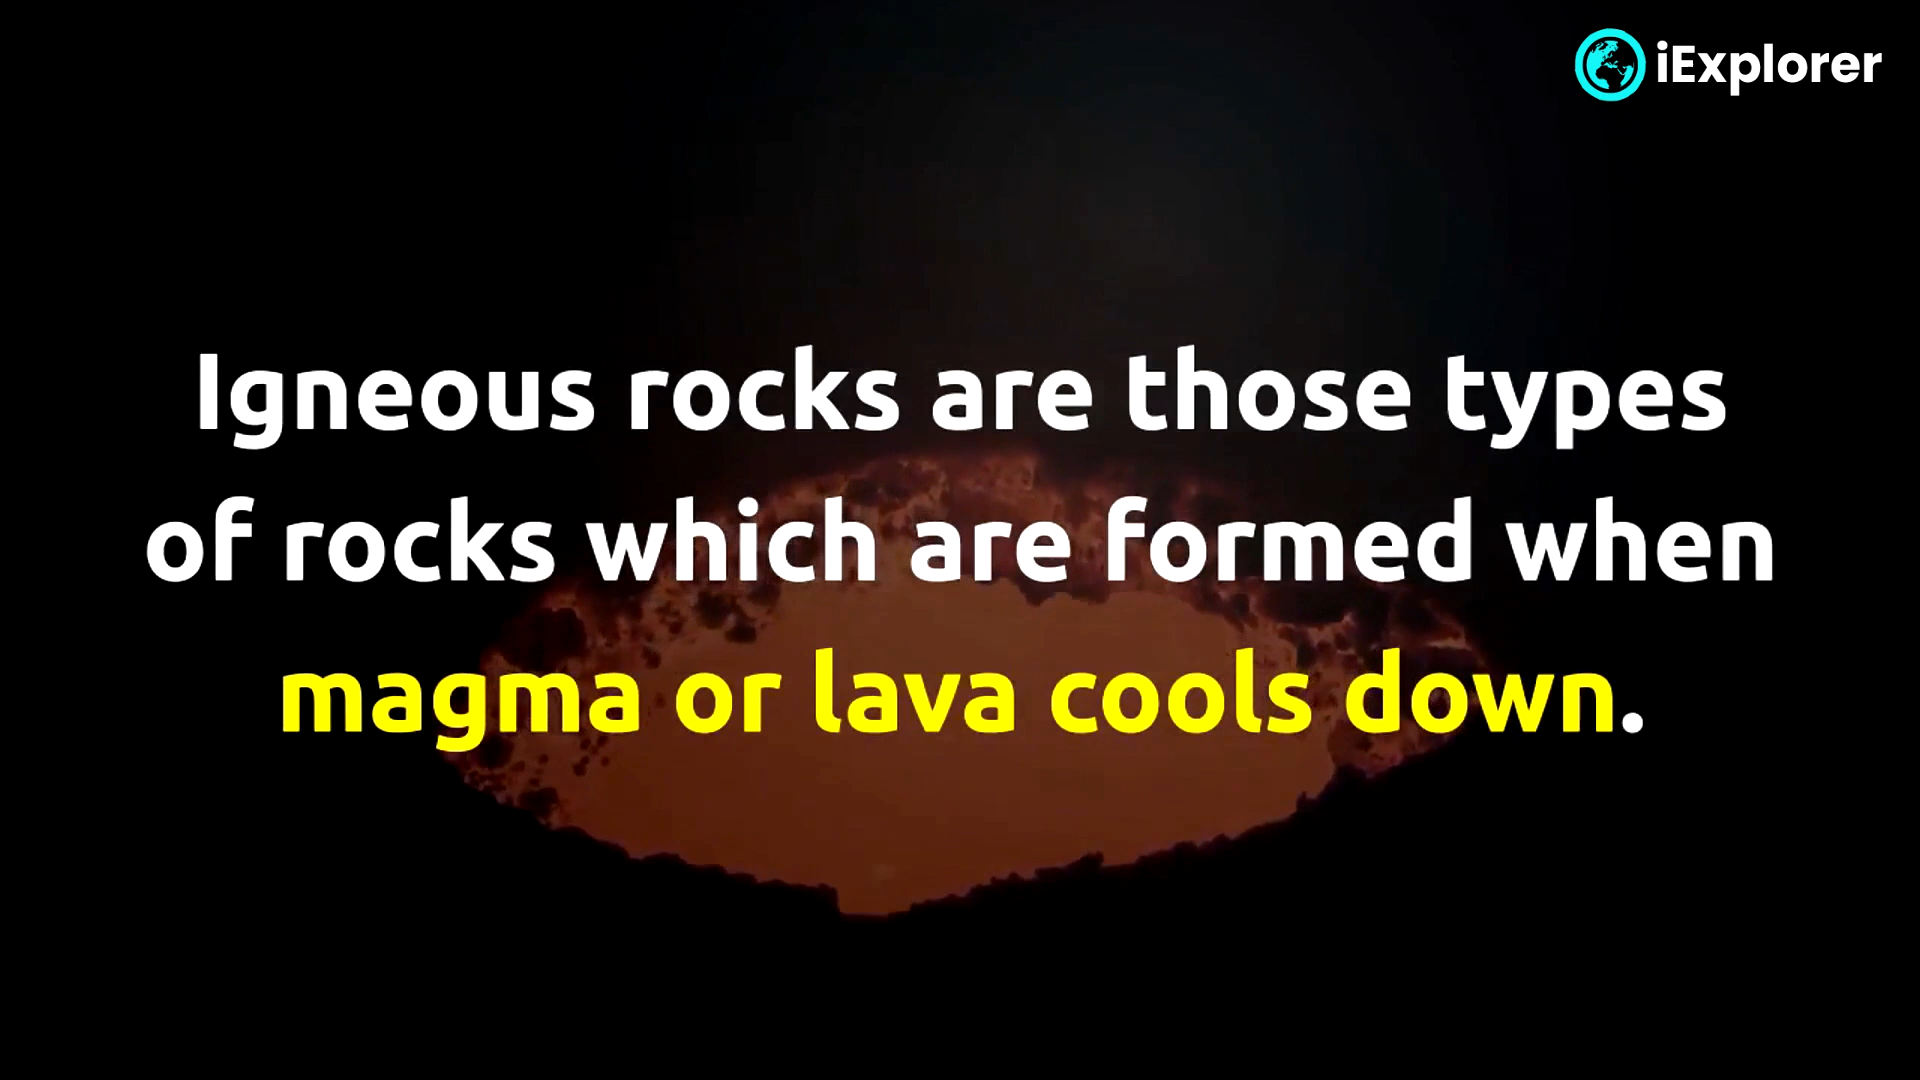 iExplorer
Igneous rocks are those types
of rocks which are formed when
magma or lava cools down.